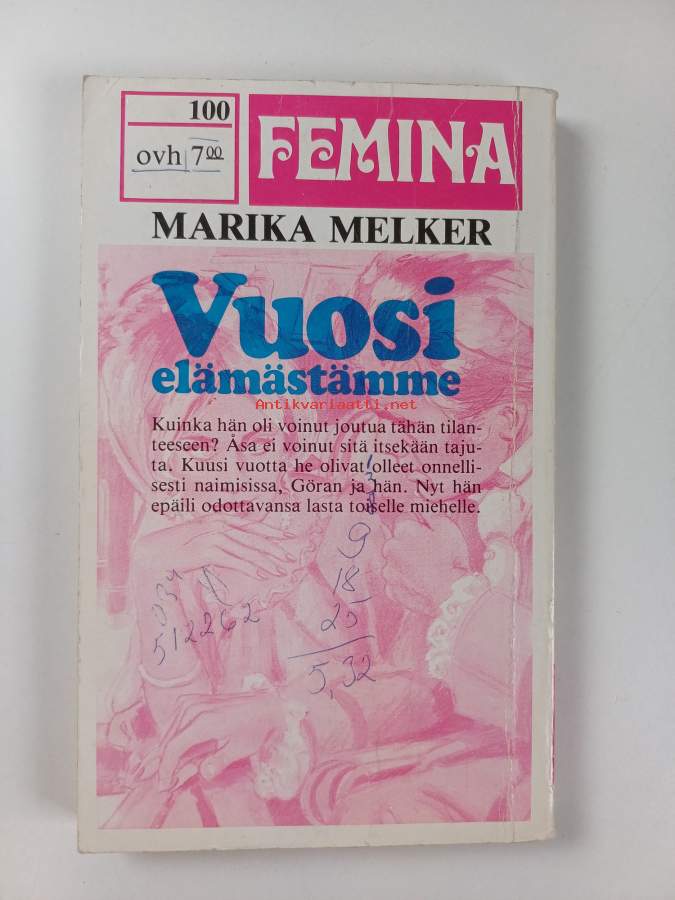 100
ovh 7 00
FEMINA
MARIKA MELKER
Vuosi
elämästämme
Antikvariaatti.net
Kuinka hän oli voinut joutua tähän tilan-
teeseen? Åsa ei voinut sitä itsekään taju-
ta. Kuusi vuotta he olivat olleet onnelli-
sesti naimisissa, Göran ja hän. Nyt hän
epäili odottavansa lasta toiselle miehelle.
9
18
25
5,32
512262